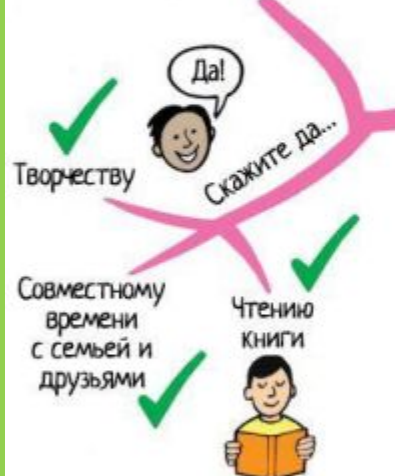 Да!
Скажите да...
Творчеству
Совместному
времени
с семьей и
друзьями
Чтению
книги